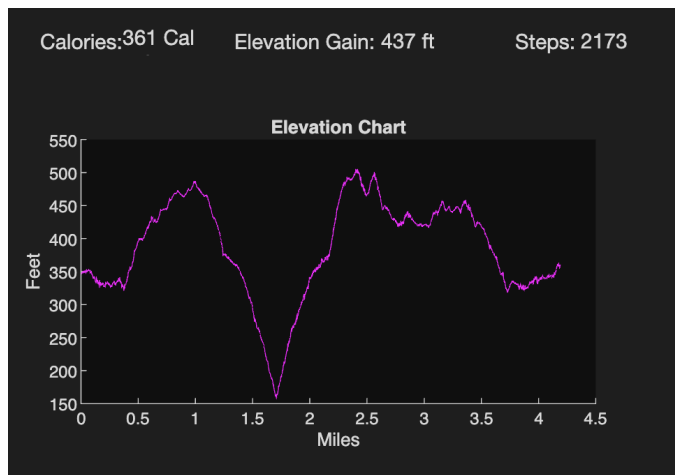 Calories:361 Cal Elevation Gain: 437 ft Steps: 2173
Elevation Chart
550
500
450
400
350
300
250
200
150
Feet
0 0.5 1 1.5 2 2.5 3 3.5 4 4.5
Miles